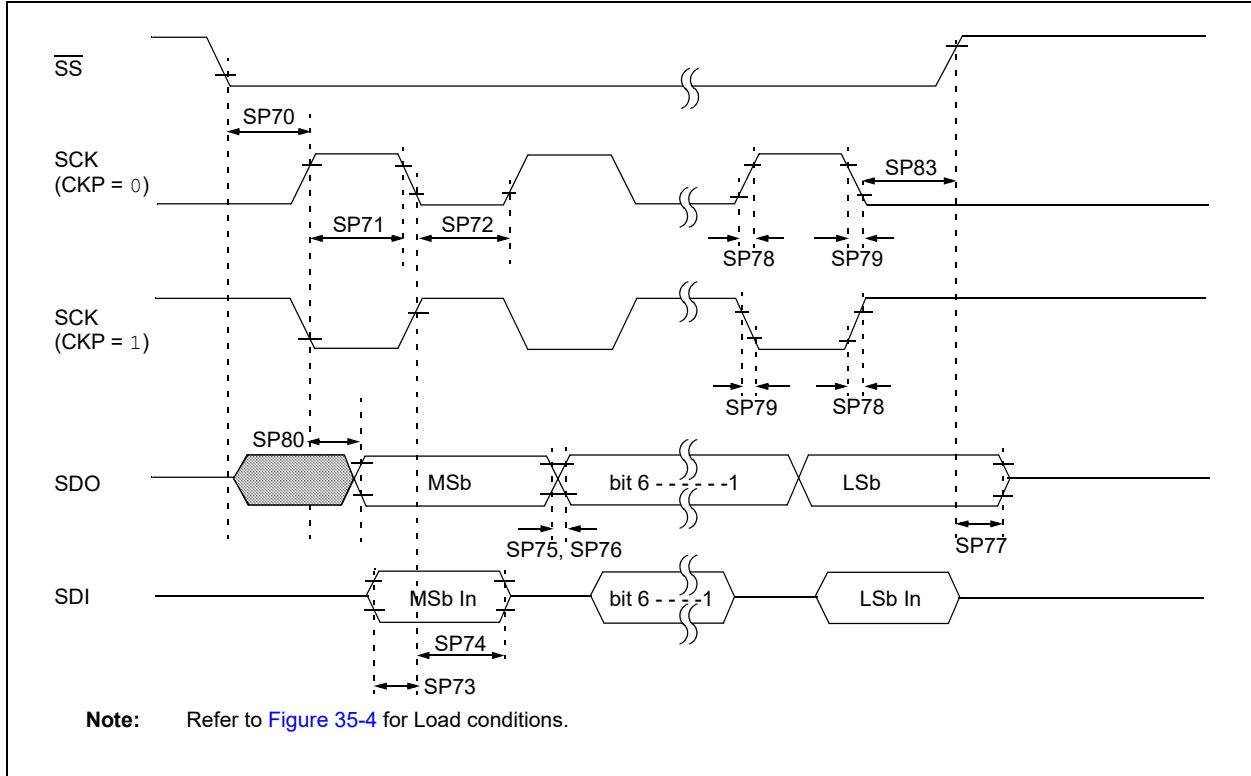 SS
SP70
SCK
(CKP = 0)
SP83
SP71
SP72
SP78
SP79
SCK
(CKP = 1)
SP79
SP78
SP80
SDO
MSb
bit 6 - - - - - -1
LSb
SP75, SP76
SP77
SDI
MSb In
bit 6 - - - -1
LSb In
SP74
SP73
Note: Refer to Figure 35-4 for Load conditions.